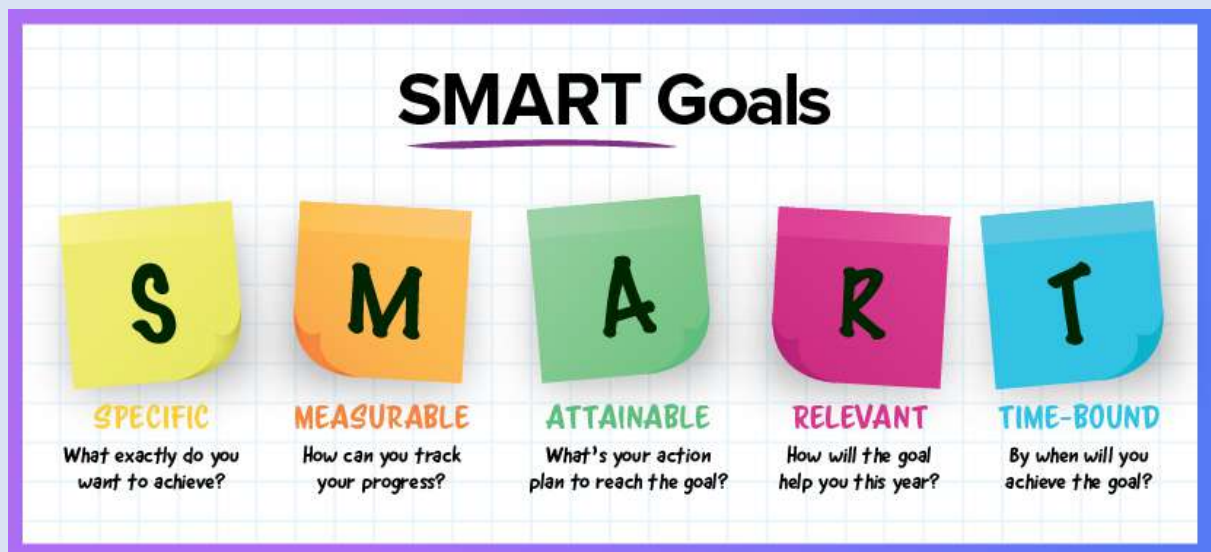 SMART Goals
S
M
A
R
T
SPECIFIC
What exactly do you
want to achieve?
MEASURABLE
How can you track
your progress?
ATTAINABLE
What's your action
plan to reach the goal?
RELEVANT
How will the goal
help you this year?
TIME-BOUND
By when will you
achieve the goal?